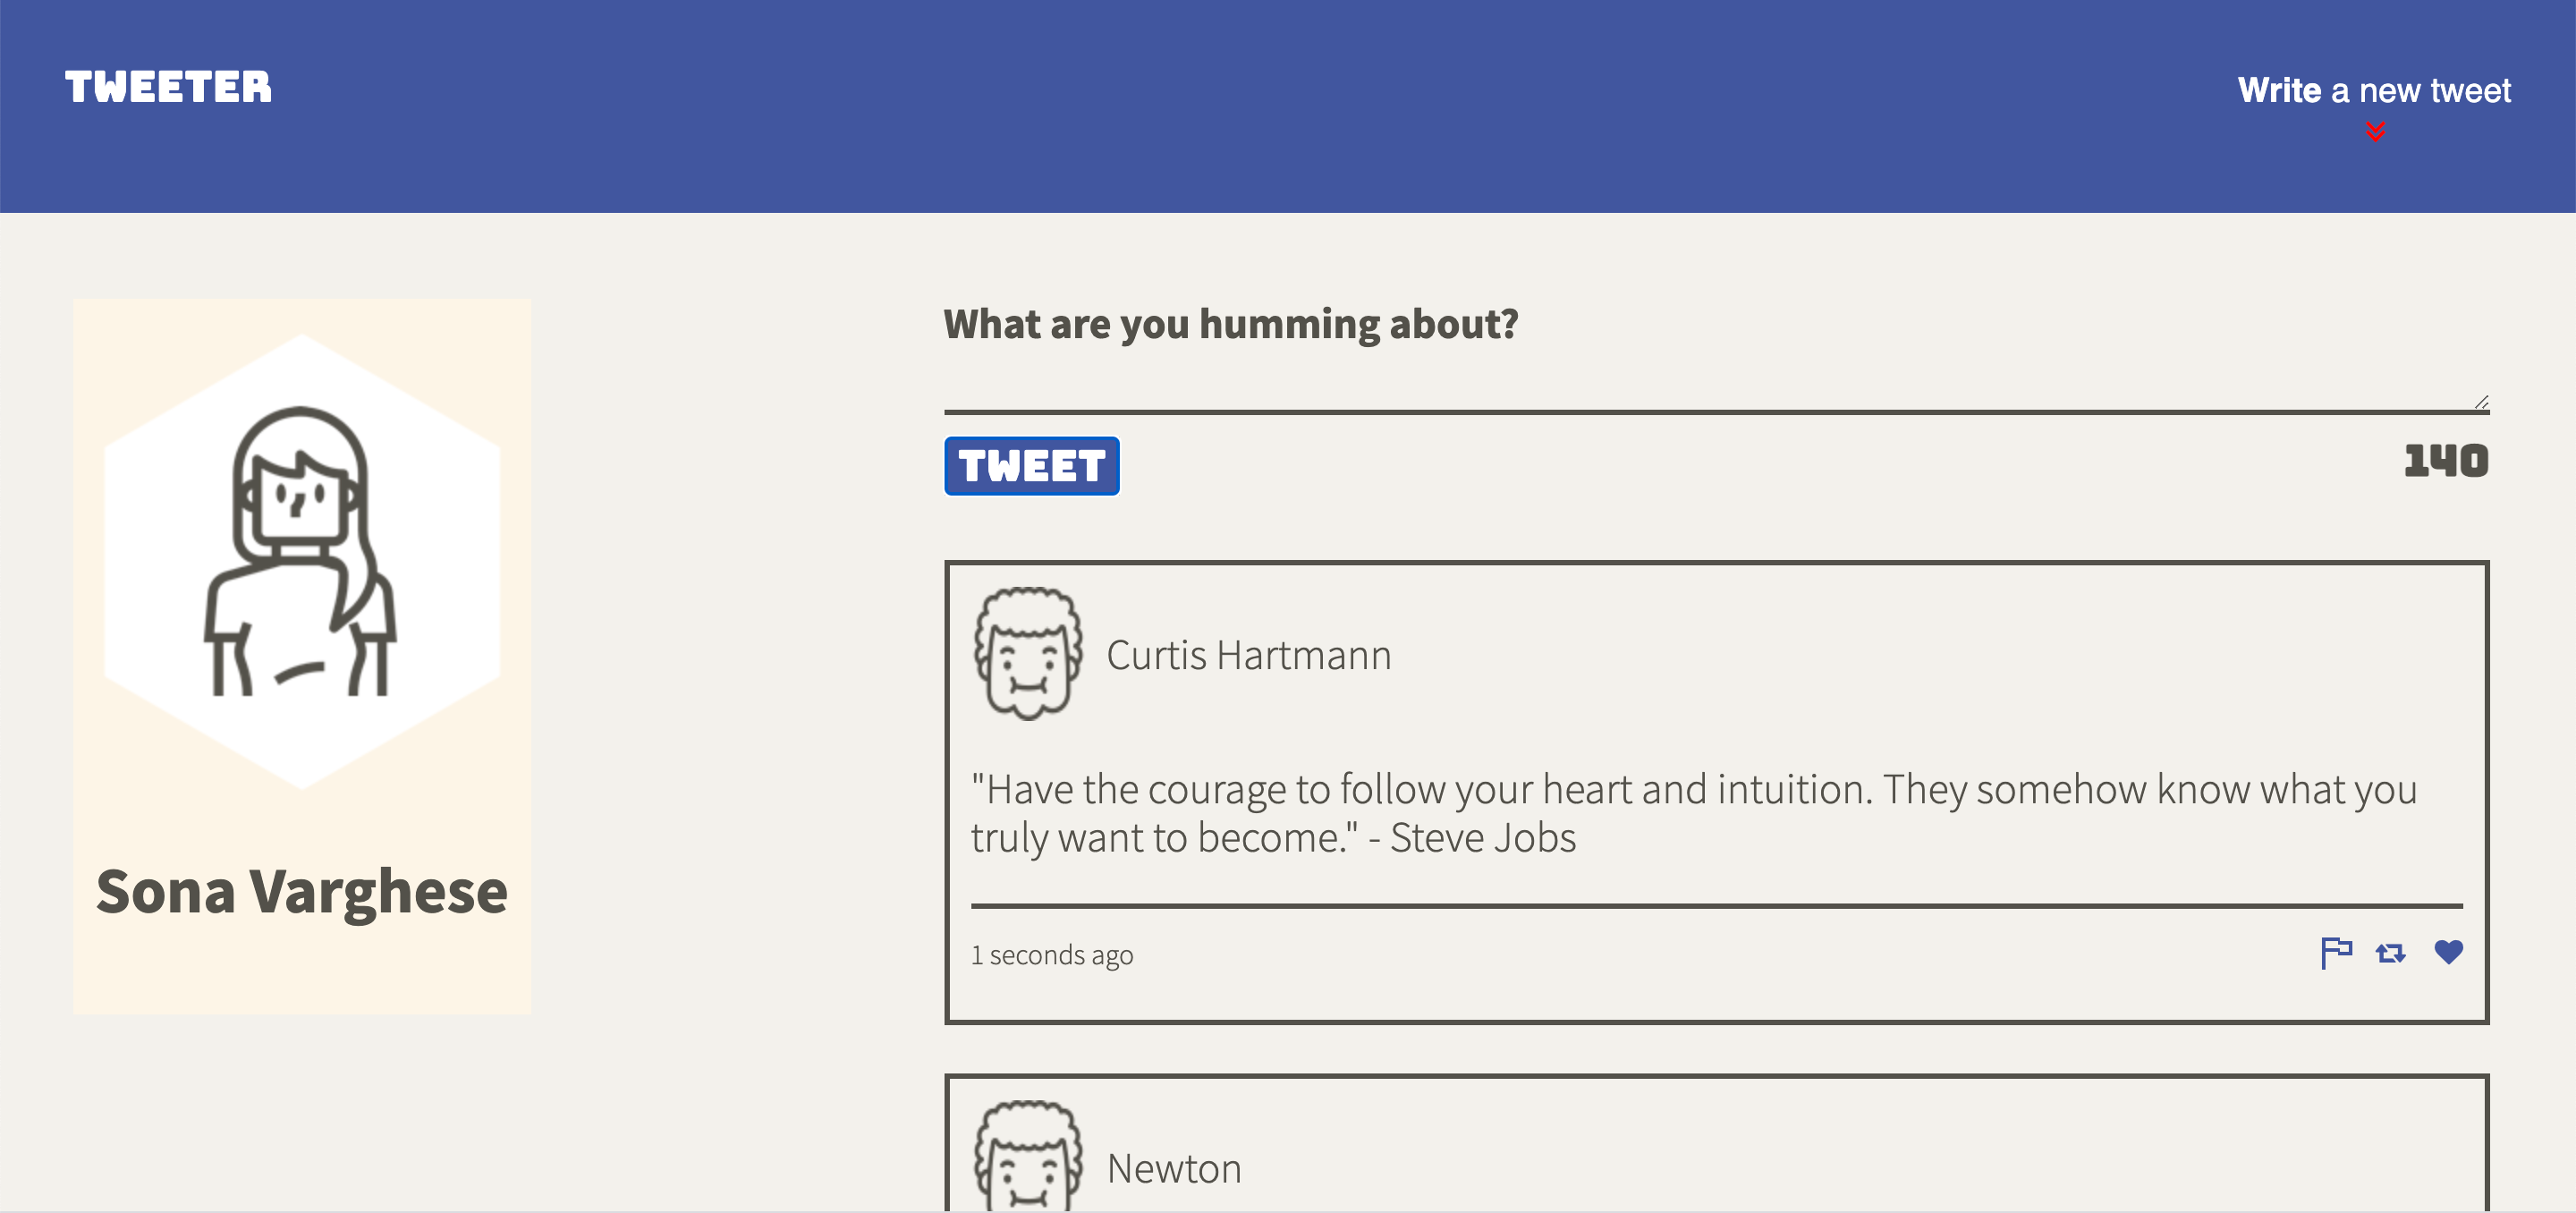 TWEETER
Write a new tweet
Sona Varghese
What are you humming about?
TWEET
140
Curtis Hartmann
"Have the courage to follow your heart and intuition. They somehow know what you
truly want to become." - Steve Jobs
1 seconds ago
Newton